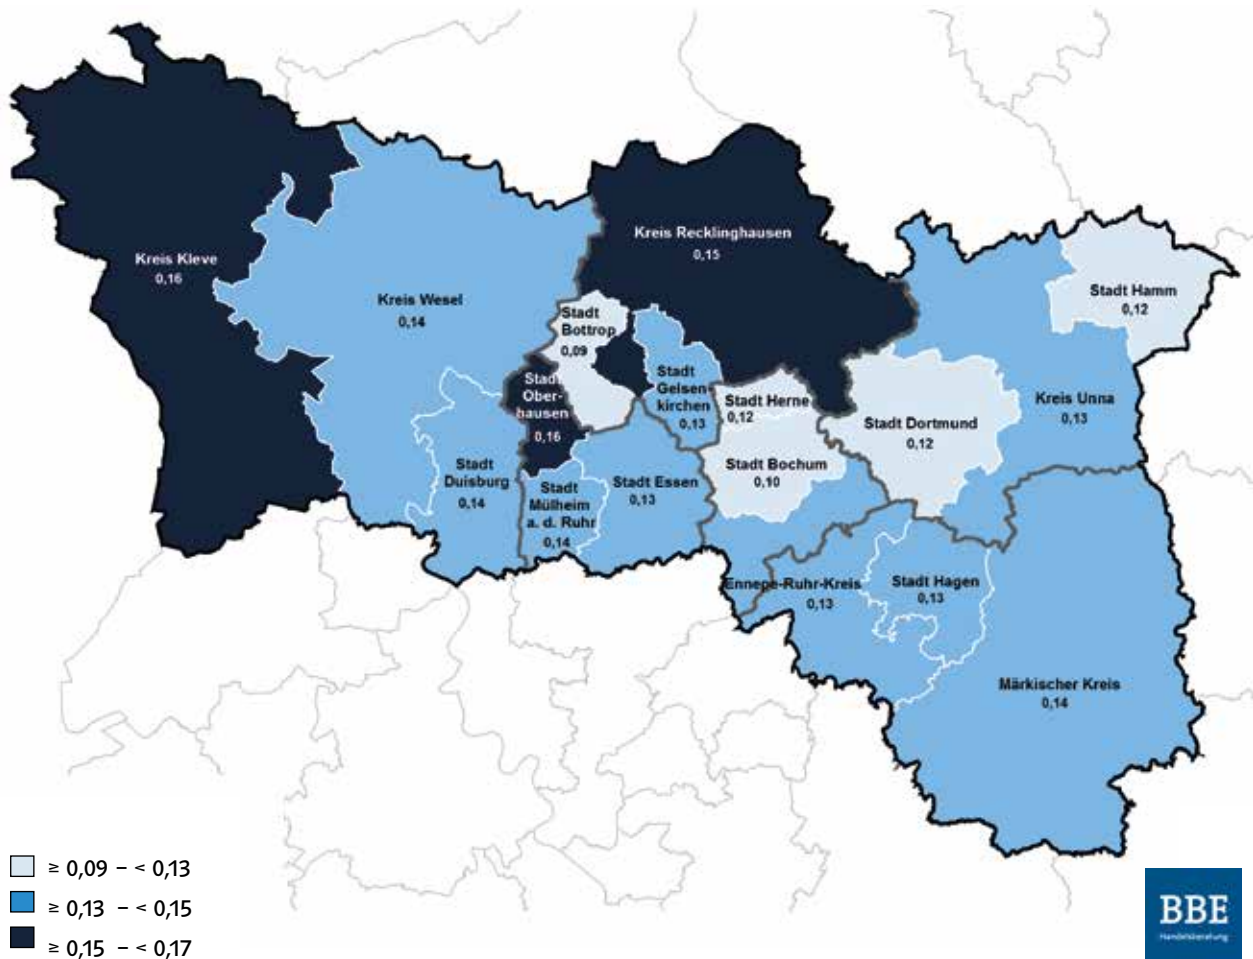 Kreis Kleve
0,16
Kreis Wesel
0,14
Kreis Recklinghausen
0,15
Stadt Hamm
0,12
Stadt
Bottrop
0,09
Stadt
Ober-
hausen
0,16
Stadt
Gelsen-
kirchen
0,13
Stadt Herne
0,12
Stadt Dortmund
0,12
Kreis Unna
0,13
Stadt
Duisburg
0,14
Stadt
Mülheim
a. d. Ruhr
0,14
Stadt Essen
0,13
Stadt Bochum
0,10
Ennepe-Ruhr-Kreis
0,13
Stadt Hagen
0,13
Märkischer Kreis
0,14
≥ 0,09 – < 0,13
≥ 0,13 – < 0,15
≥ 0,15 – < 0,17
BBE
Handelsberatung